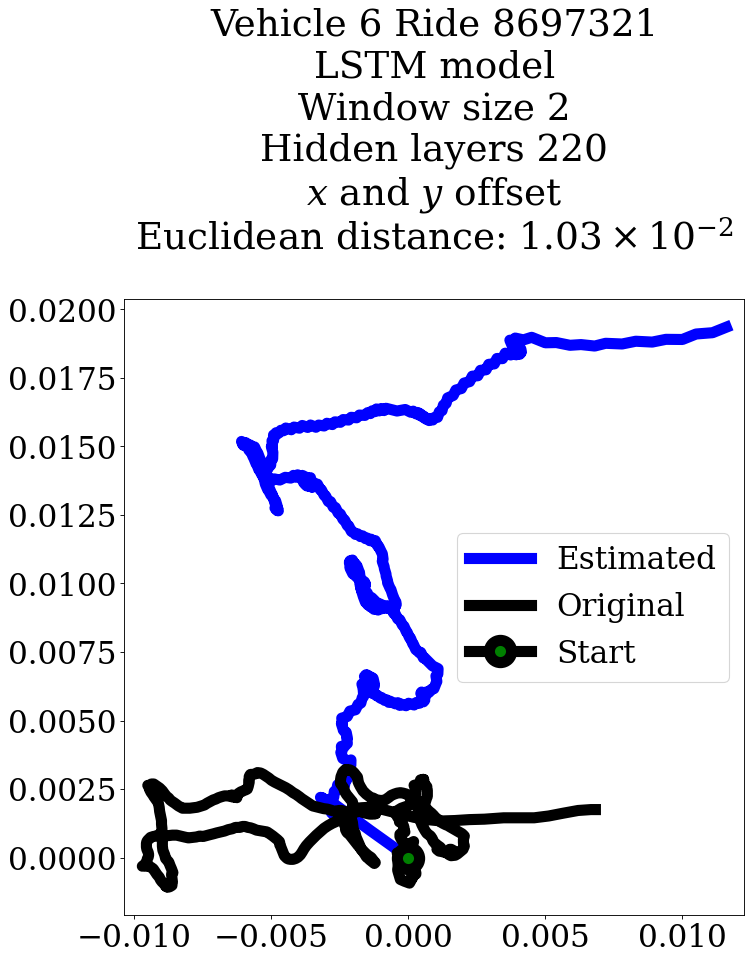 Vehicle 6 Ride 8697321
LSTM model
Window size 2
Hidden layers 220
x and y offset
Euclidean distance: 1.03 × 10⁻²
0.0200
0.0175
0.0150
0.0125
0.0100
0.0075
0.0050
0.0025
0.0000
Estimated
Original
Start
−0.010 −0.005 0.000 0.005 0.010